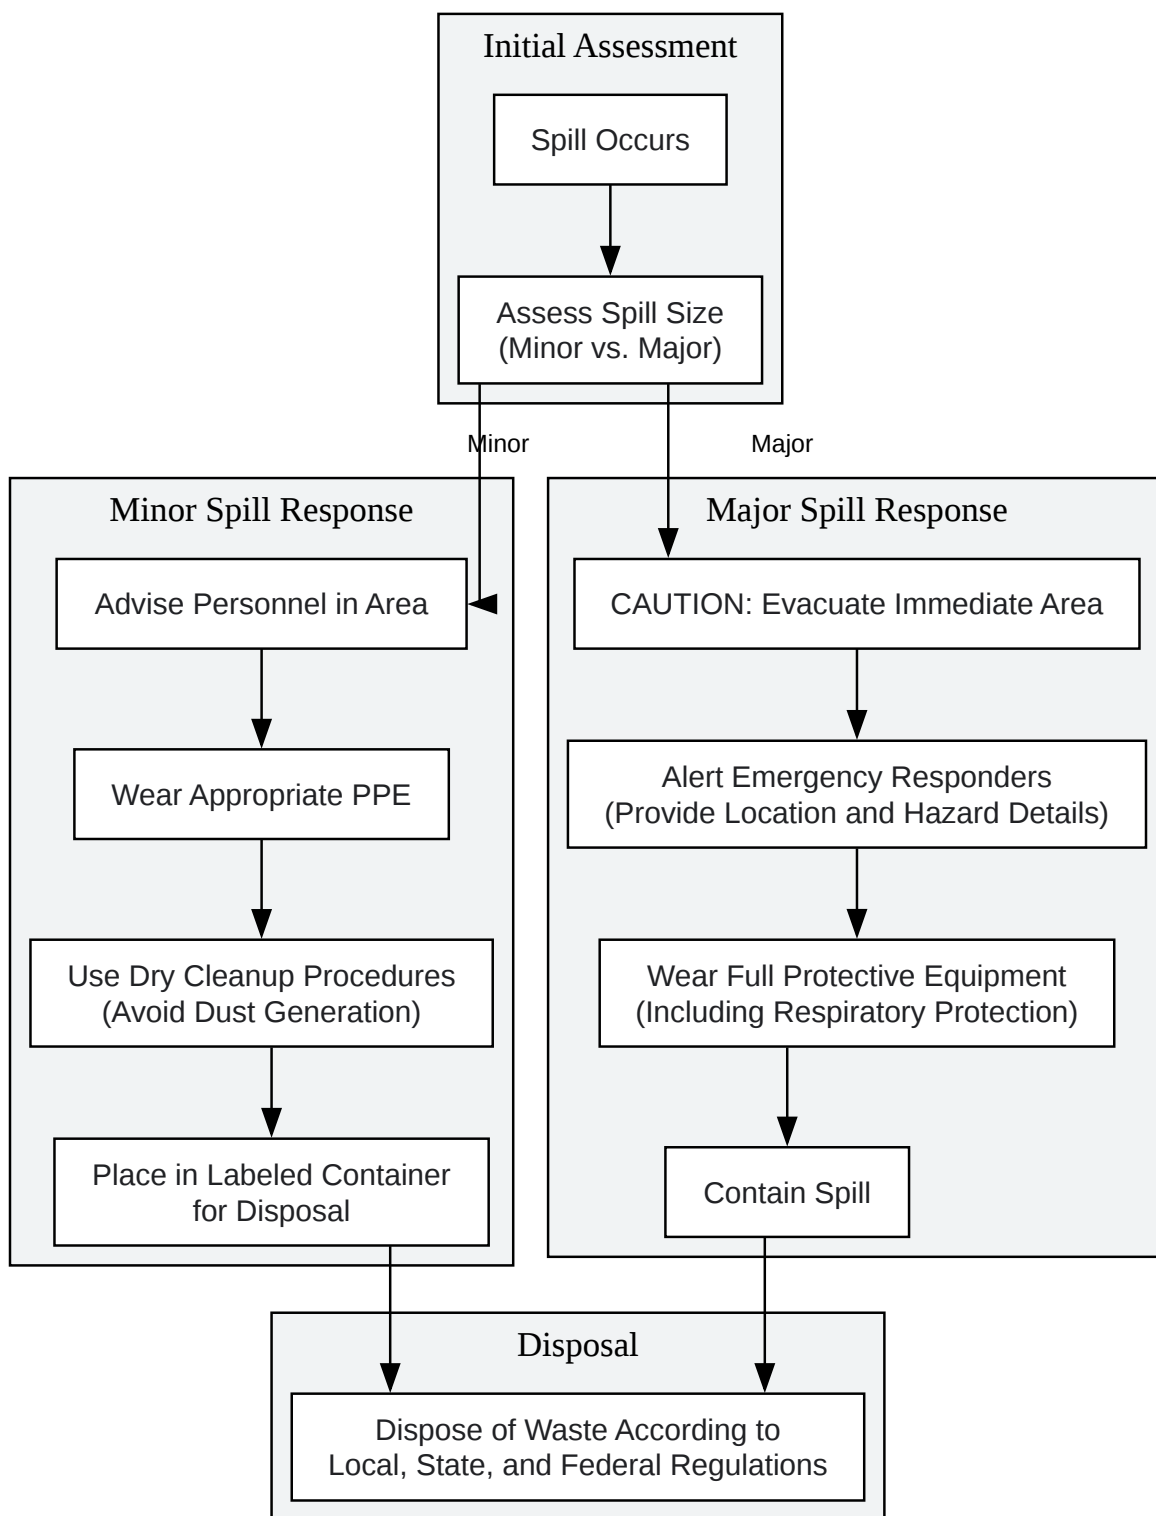 Initial Assessment
Spill Occurs
Assess Spill Size
(Minor vs. Major)
Minor
Major
Minor Spill Response
Advise Personnel in Area
Wear Appropriate PPE
Use Dry Cleanup Procedures
(Avoid Dust Generation)
Place in Labeled Container
for Disposal
Major Spill Response
CAUTION: Evacuate Immediate Area
Alert Emergency Responders
(Provide Location and Hazard Details)
Wear Full Protective Equipment
(Including Respiratory Protection)
Contain Spill
Disposal
Dispose of Waste According to
Local, State, and Federal Regulations